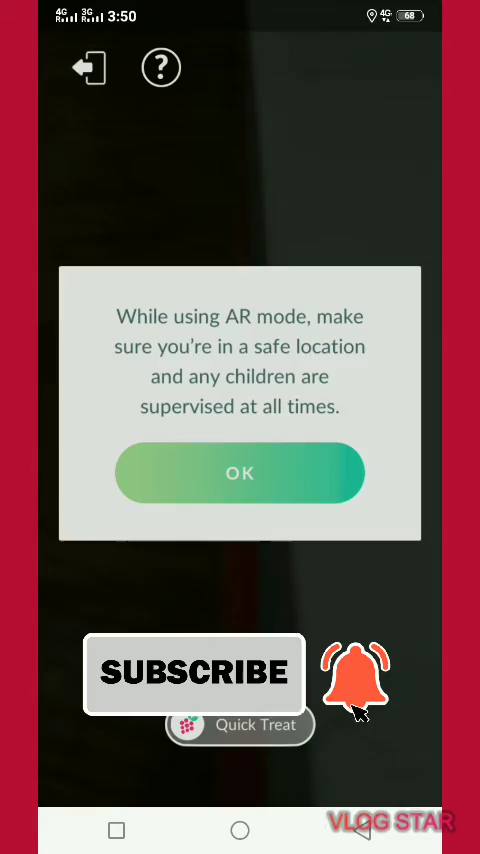 4G 3G 3:50 4G 68
?
While using AR mode, make
sure you're in a safe location
and any children are
supervised at all times.
OK
SUBSCRIBE
Quick Treat
VLOG STAR